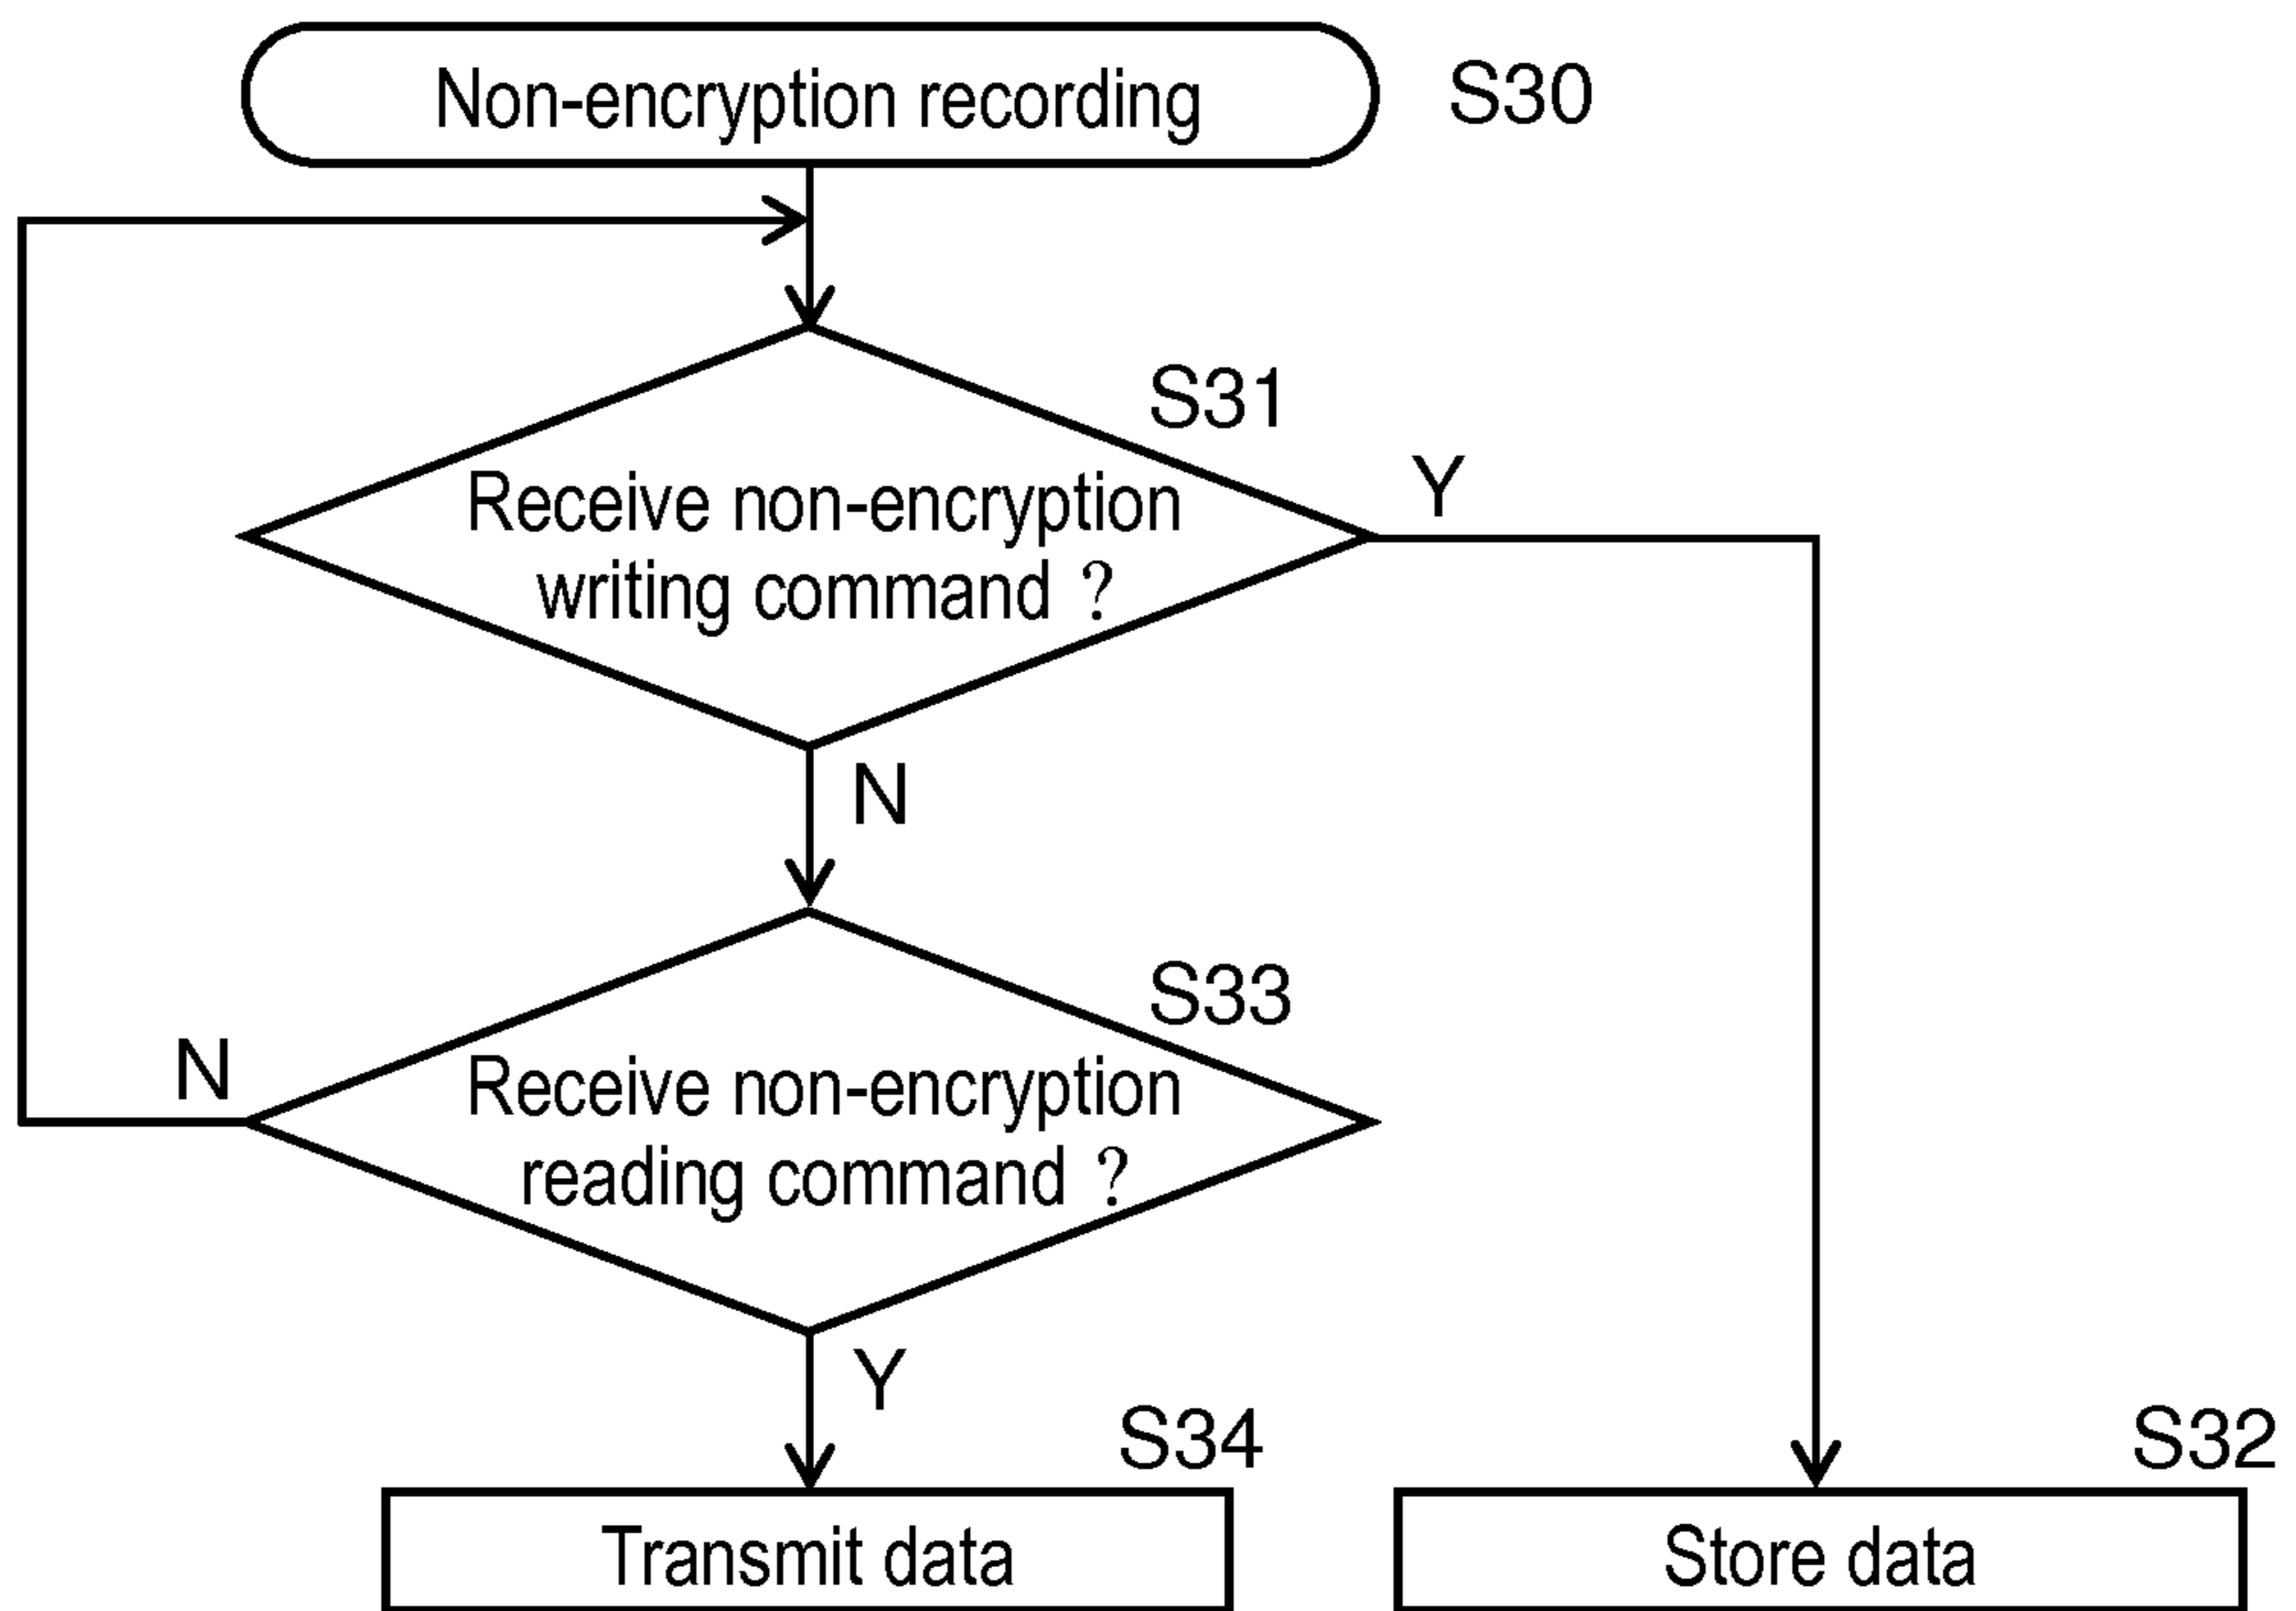 Non-encryption recording
S30
S31
Receive non-encryption
writing command ?
Y
N
S33
Receive non-encryption
reading command ?
N
Y
S34
Transmit data
S32
Store data